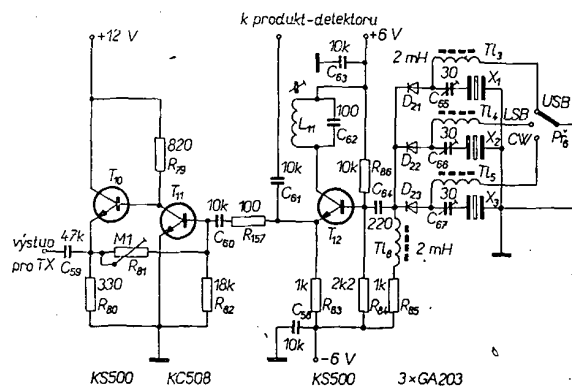 k produkt-detektoru
+12 V
10k
C63
+6 V
2 mH
Tl3
30
X1
D21
C65
USB
LSB
Tl4
Př6
CW
L11
100
C62
30
X2
D22
C66
Tl5
820
R79
10k
R86
10k
C61
C64
220
D23
30
X3
C67
T10
T11
10k
C60
100
R157
T12
Tl6
2 mH
výstup
pro TX
47k
C59
M1
R81
330
R80
18k
R82
1k
R83
2k2
R84
1k
R85
C58
10k
-6 V
KS500
KC508
KS500
3×GA203